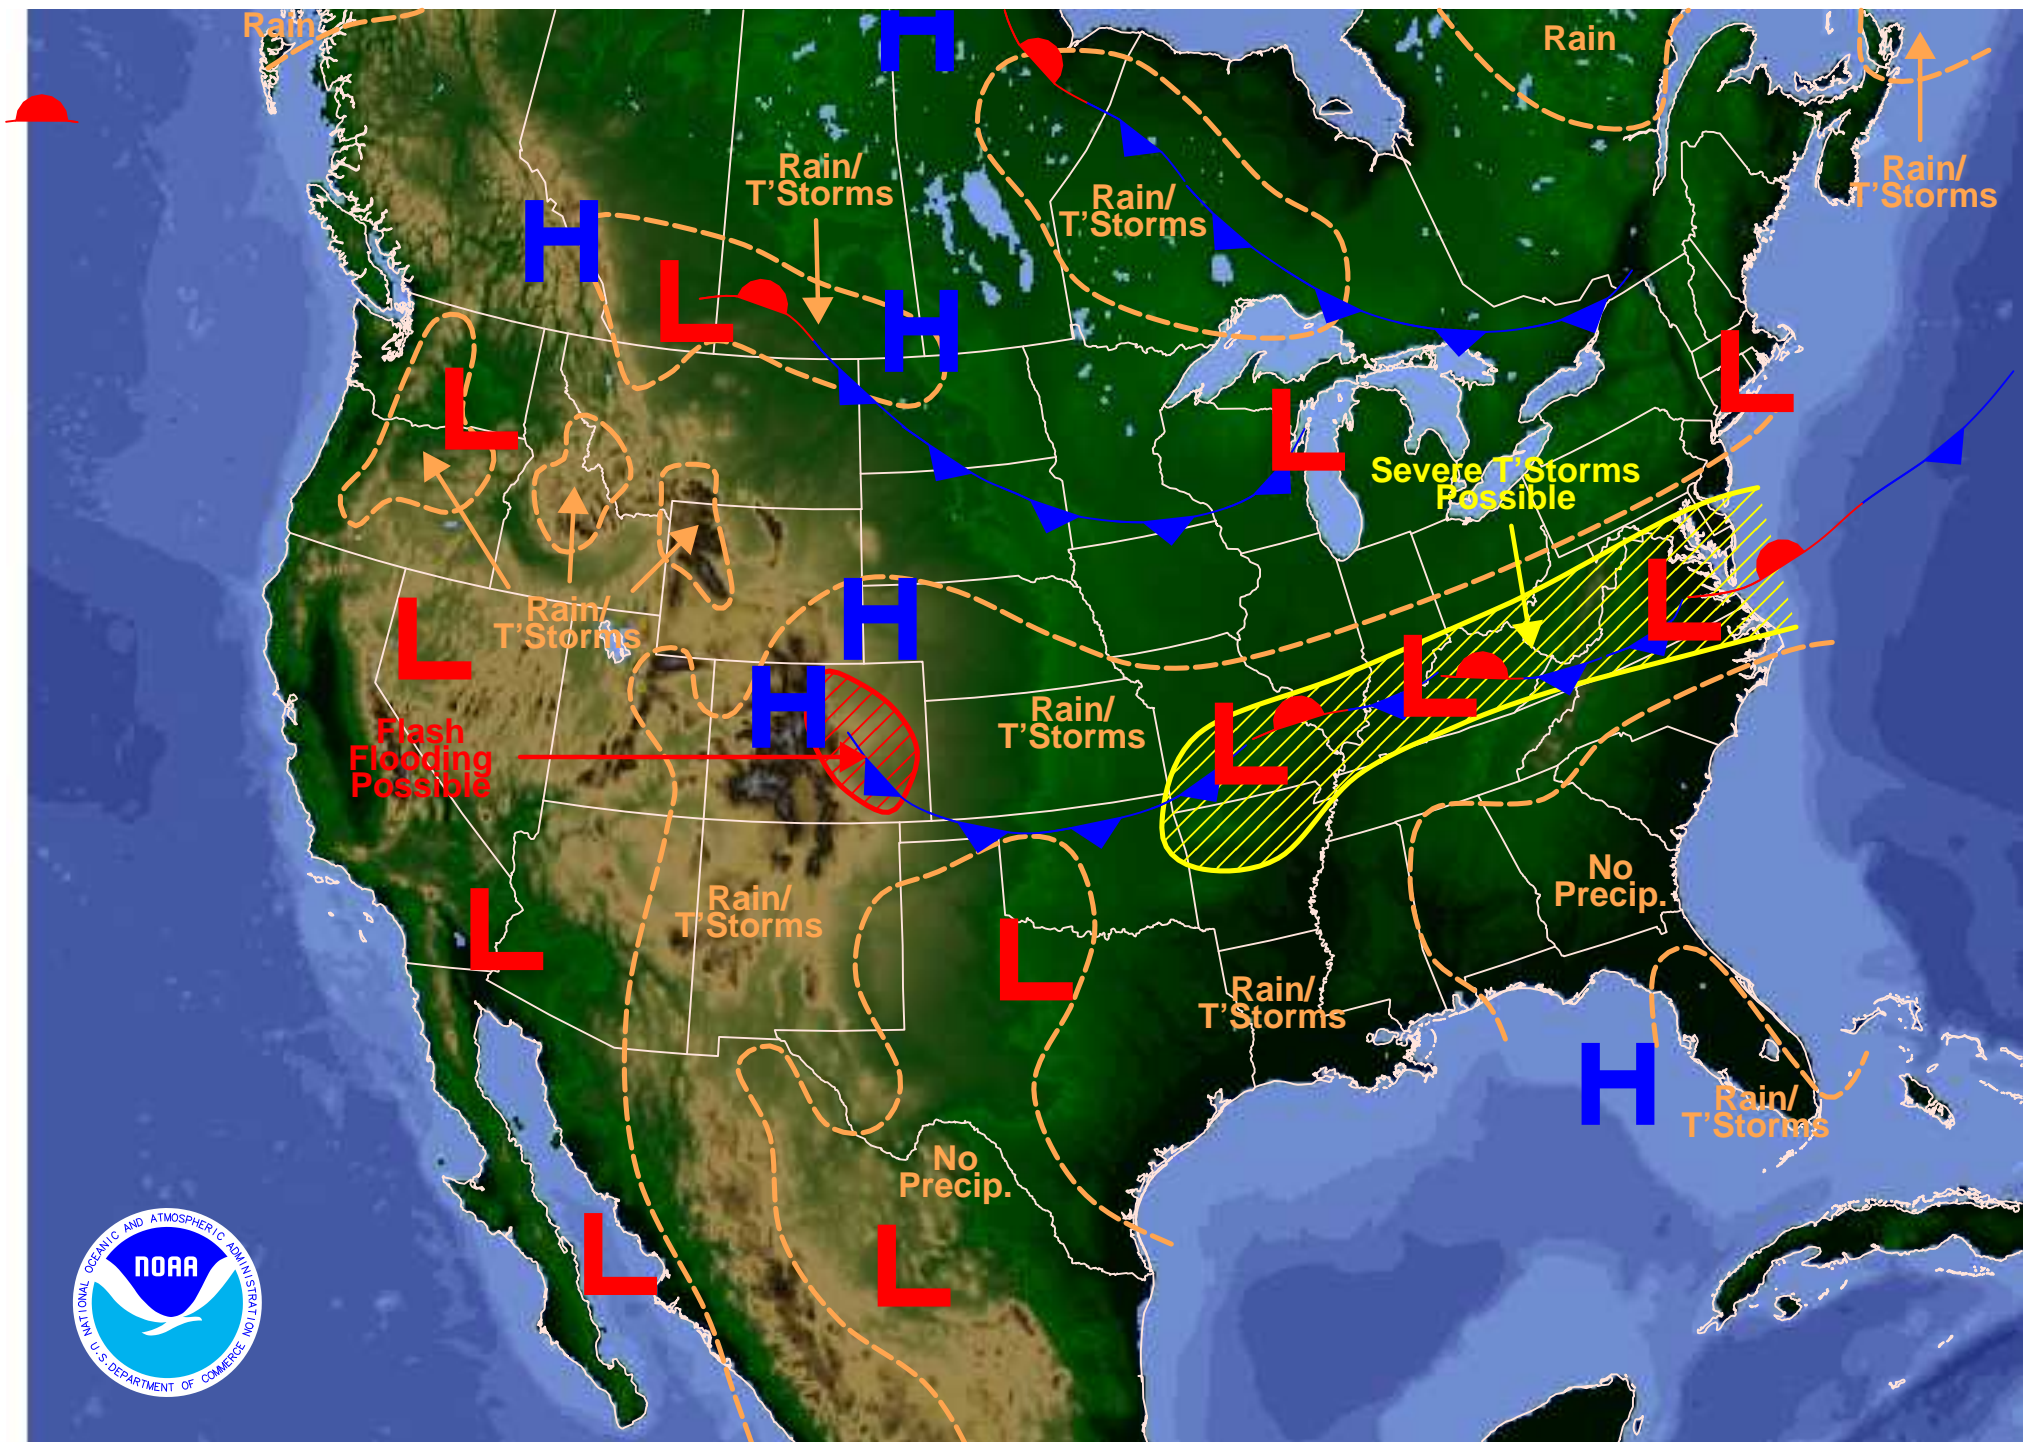 Rain
H
Rain
Rain/
T'Storms
Rain/
T'Storms
Rain/
T'Storms
H
L
H
L
L
L
Severe T'Storms
Possible
Rain/
T'Storms
L
H
L
H
L
L
Rain/
T'Storms
Flash
Flooding
Possible
No
Precip.
Rain/
T'Storms
L
L
Rain/
T'Storms
H
Rain/
T'Storms
No
Precip.
L
L
NATIONAL OCEANIC AND ATMOSPHERIC ADMINISTRATION
NOAA
U.S. DEPARTMENT OF COMMERCE